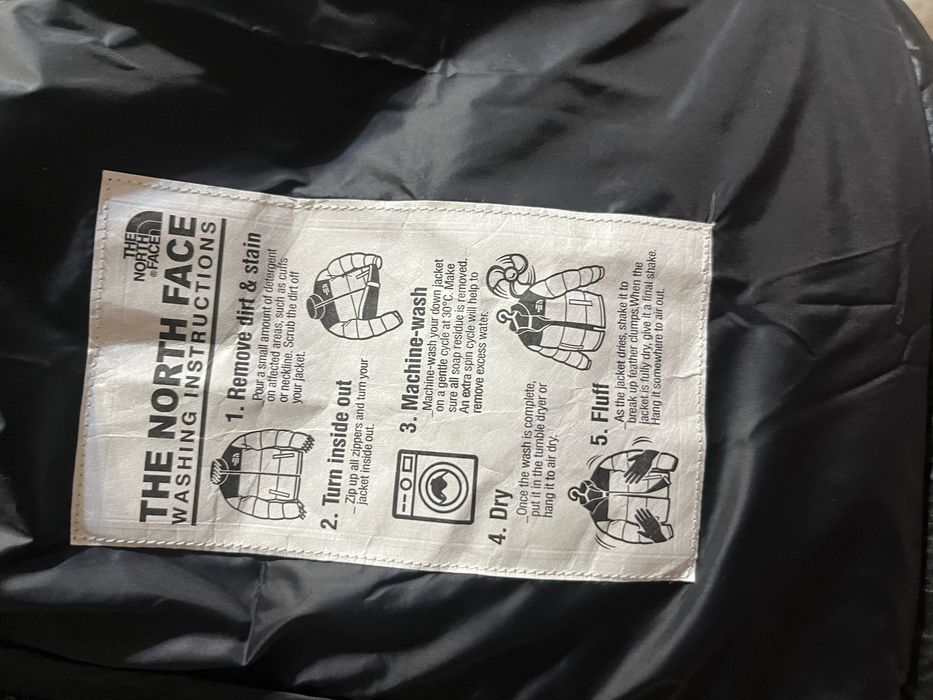 THE
NORTH
FACE®
THE NORTH FACE
WASHING INSTRUCTIONS
1. Remove dirt & stain
Pour a small amount of detergent
on affected areas, such as cuffs
or neckline. Scrub the dirt off
your jacket.
2. Turn inside out
_Zip up all zippers and turn your
jacket inside out.
3. Machine-wash
_Machine-wash your down jacket
on a gentle cycle at 30°C. Make
sure all soap residue is removed.
An extra spin cycle will help to
remove excess water.
4. Dry
_Once the wash is complete,
put it in the tumble dryer or
hang it to air dry.
5. Fluff
_As the jacket dries, shake it to
break up feather clumps.When the
jacket is fully dry, give it a final shake.
Hang it somewhere to air out.